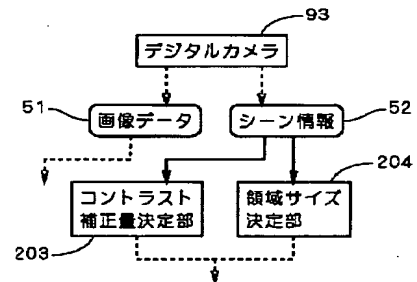 93
デジタルカメラ
51
画像データ
シーン情報
52
204
コントラスト
補正量決定部
領域サイズ
決定部
203